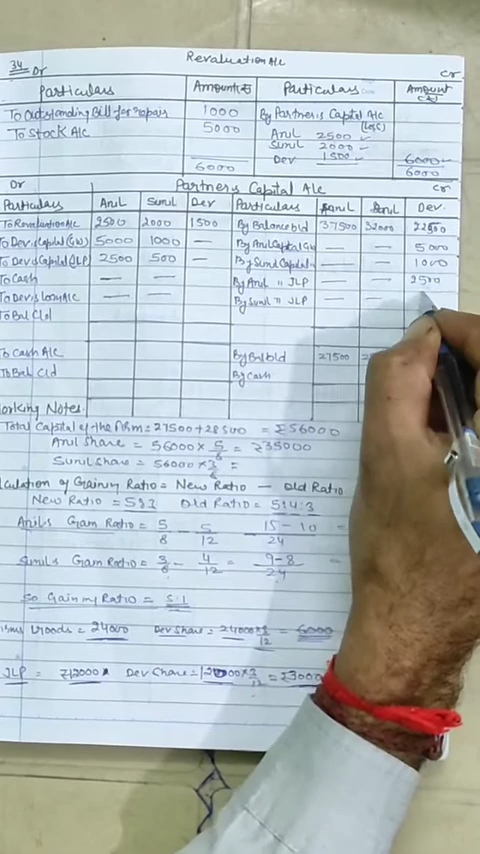 34
Revaluation A/c
Dr Cr
Particulars Amount(₹) Particulars Amount (₹)
To Outstanding Bill for repair 1000 By Partner's Capital A/c
To Stock A/c 5000 (Loss)
Anil 2500
Sunil 2000
Dev 1500 6000
6000 6000
Dr Partner's Capital A/c Cr
Particulars Anil Sunil Dev Particulars Anil Sunil Dev
To Revaluation A/c 2500 2000 1500 By Balance b/d 37500 32000 22500
To Dev's Capital (GW) 5000 1000 — By Anil Capital GW — — 5000
To Dev's Capital (JLP) 2500 500 — By Sunil Capital — — 1000
To Cash — — By Anil " JLP — — 2500
To Dev's Loan A/c — — By Sunil " JLP — —
To Bal C/d
To Cash A/c By Bal b/d 27500
To Bal C/d By Cash
Working Notes
Total Capital of the firm = 27500 + 28500 = ₹56000
Anil Share = 56000 × 5/8 = ₹35000
Sunil Share = 56000 × 3/8 =
New Ratio — Old Ratio
New Ratio = 5:3 Old Ratio = 5:4:3
Anil's Gain Ratio = 5/8 - 5/12 = 15-10/24 =
Sunil's Gain Ratio = 3/8 - 4/12 = 9-8/24 =
So Gaining Ratio = 5:1
= 24000 Dev Share = 24000 × 3/12 = 6000
JLP = ₹12000 Dev Share = 12000 × 3/12 = ₹3000